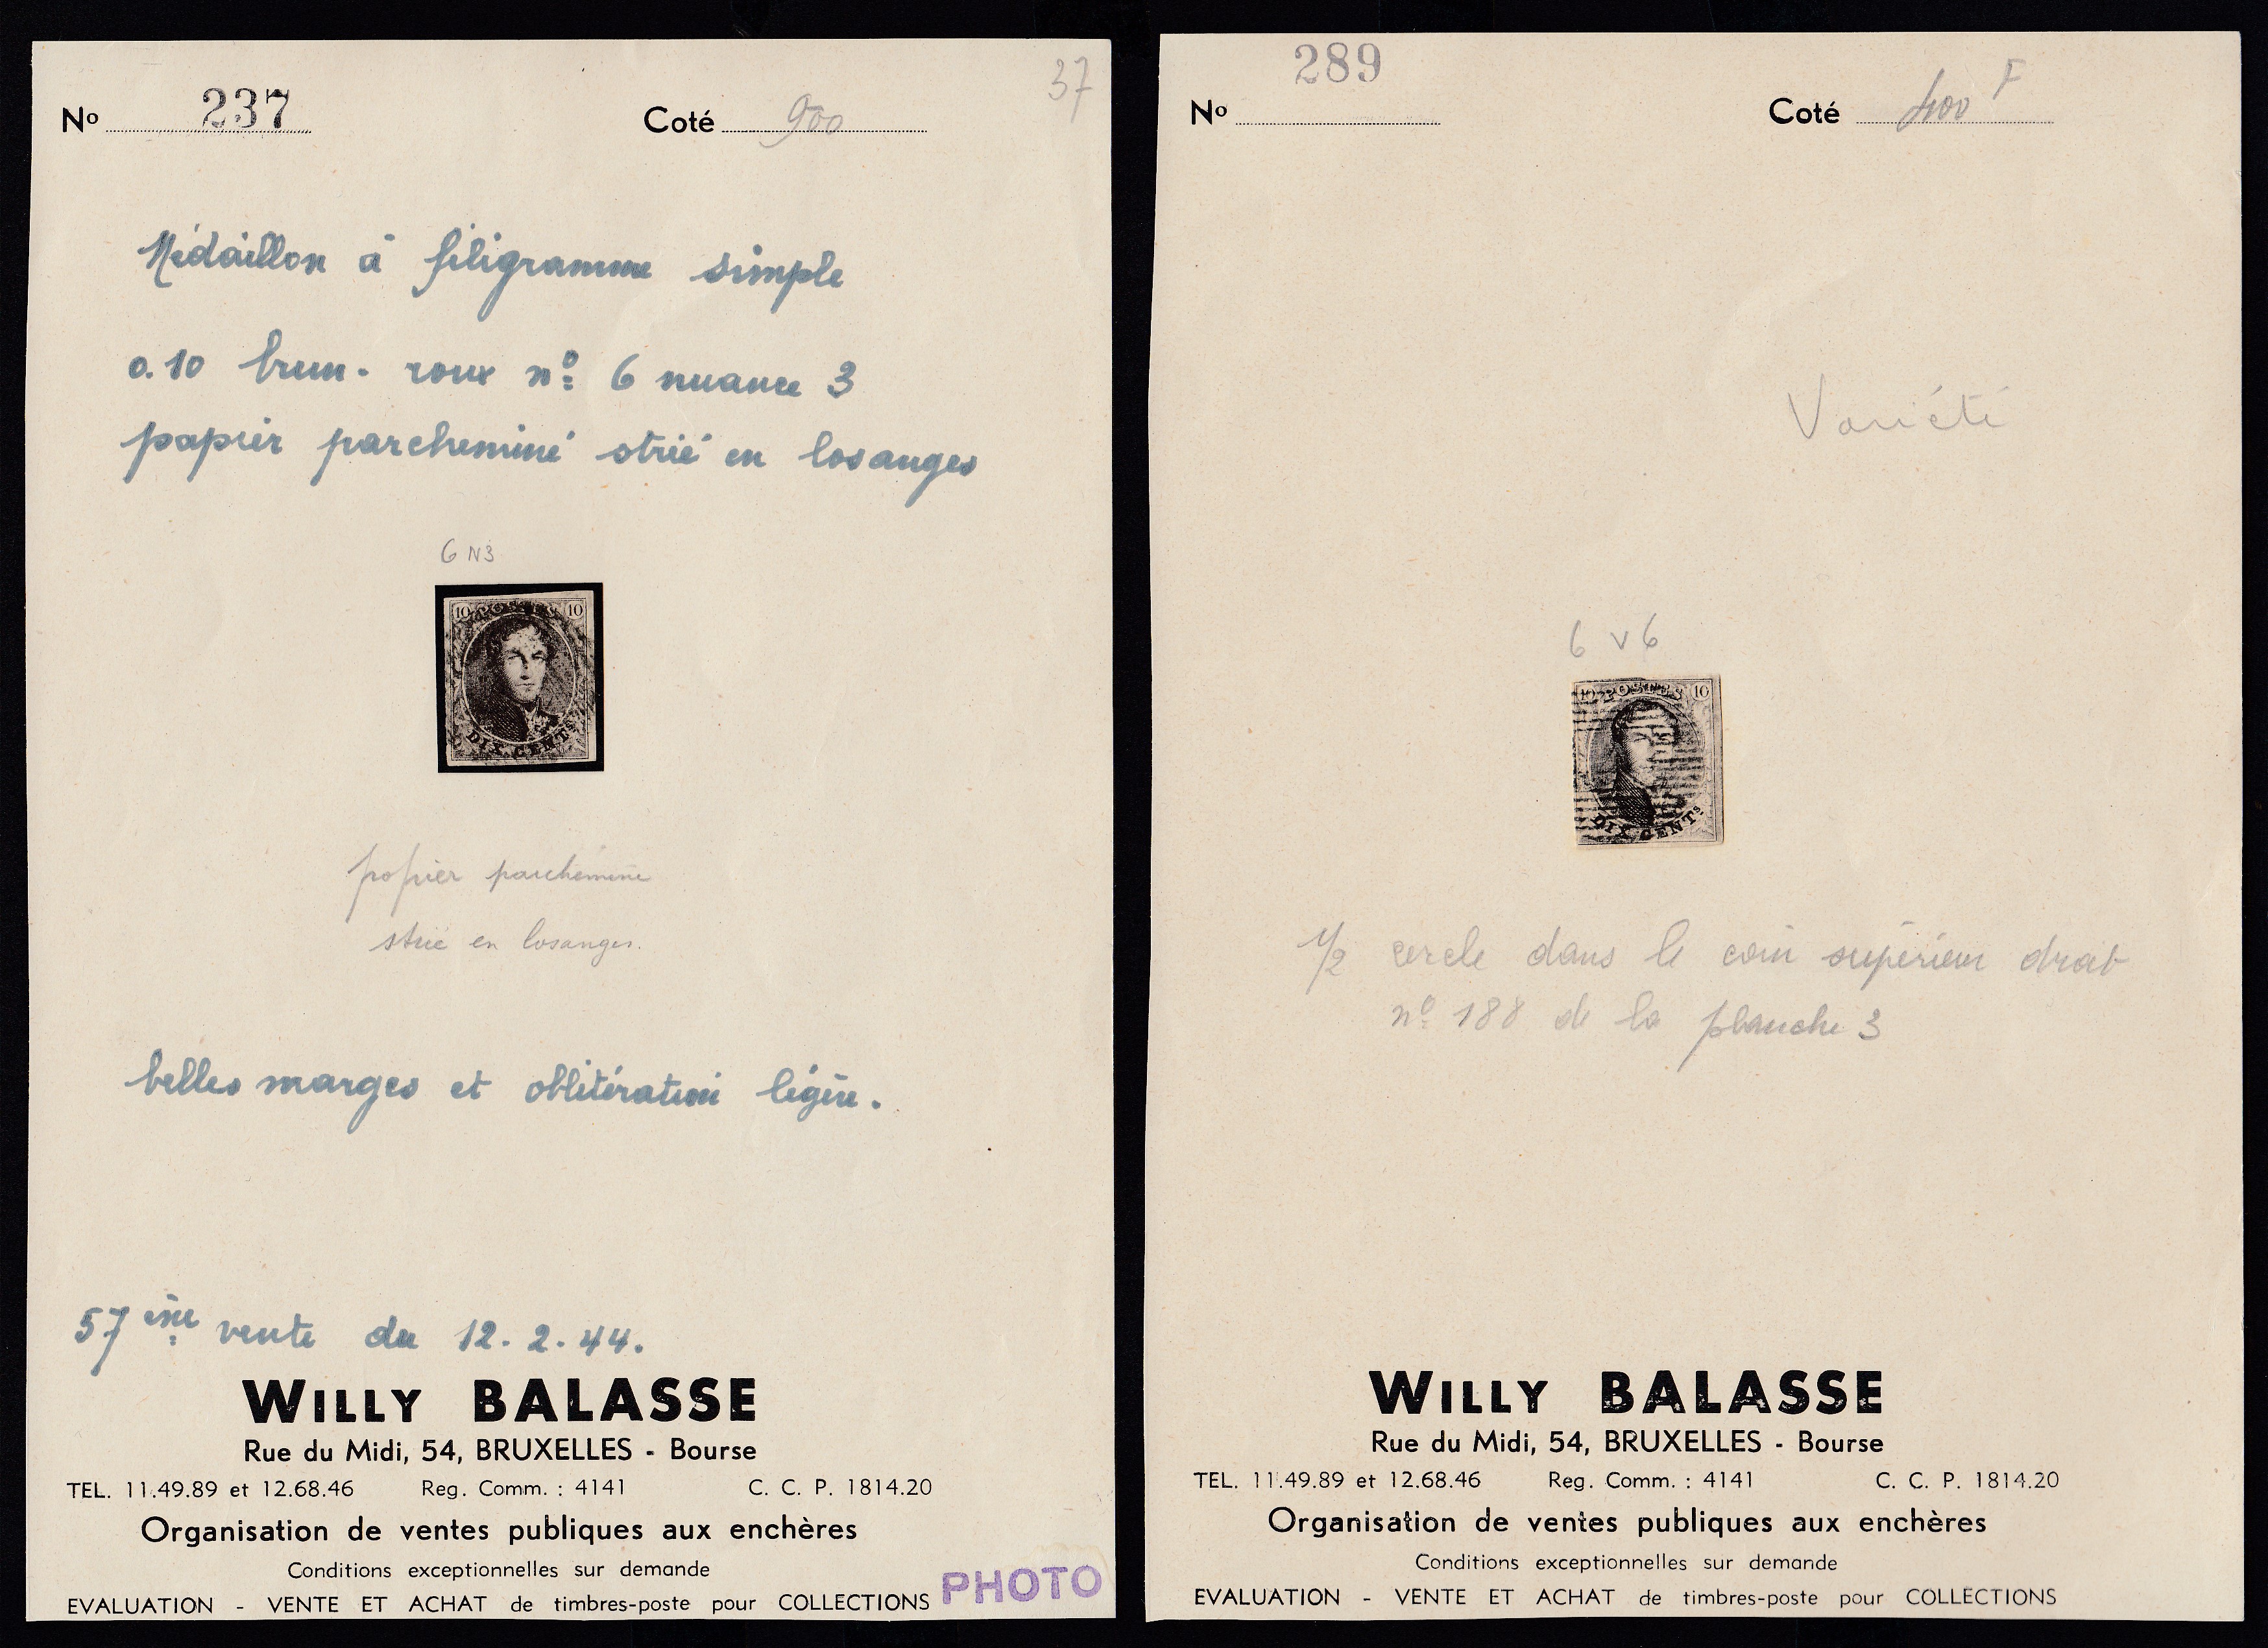 37
Nº 237 Coté 900
Médaillon à filigramme simple
0.10 brun-roux nº 6 nuance 3
papier parcheminé strié en losanges
6 N3
10 POSTES 10
DIX CENTS
papier parcheminé
strié en losanges.
belles marges et oblitération légère.
57ème vente du 12.2.44.
WILLY BALASSE
Rue du Midi, 54, BRUXELLES - Bourse
TEL. 11.49.89 et 12.68.46 Reg. Comm. : 4141 C. C. P. 1814.20
Organisation de ventes publiques aux enchères
Conditions exceptionnelles sur demande
EVALUATION - VENTE ET ACHAT de timbres-poste pour COLLECTIONS
PHOTO
289
Nº Coté 400 F
Variété
6 V 6
10 POSTES 10
DIX CENTS
1/2 cercle dans le coin supérieur droit
nº 188 de la planche 3
WILLY BALASSE
Rue du Midi, 54, BRUXELLES - Bourse
TEL. 11.49.89 et 12.68.46 Reg. Comm. : 4141 C. C. P. 1814.20
Organisation de ventes publiques aux enchères
Conditions exceptionnelles sur demande
EVALUATION - VENTE ET ACHAT de timbres-poste pour COLLECTIONS